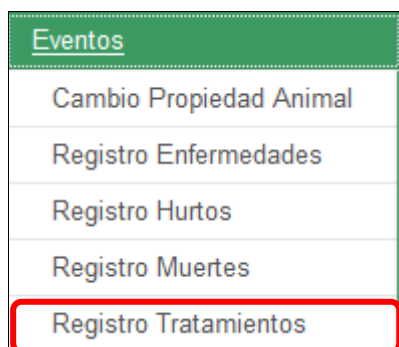 Eventos
Cambio Propiedad Animal
Registro Enfermedades
Registro Hurtos
Registro Muertes
Registro Tratamientos